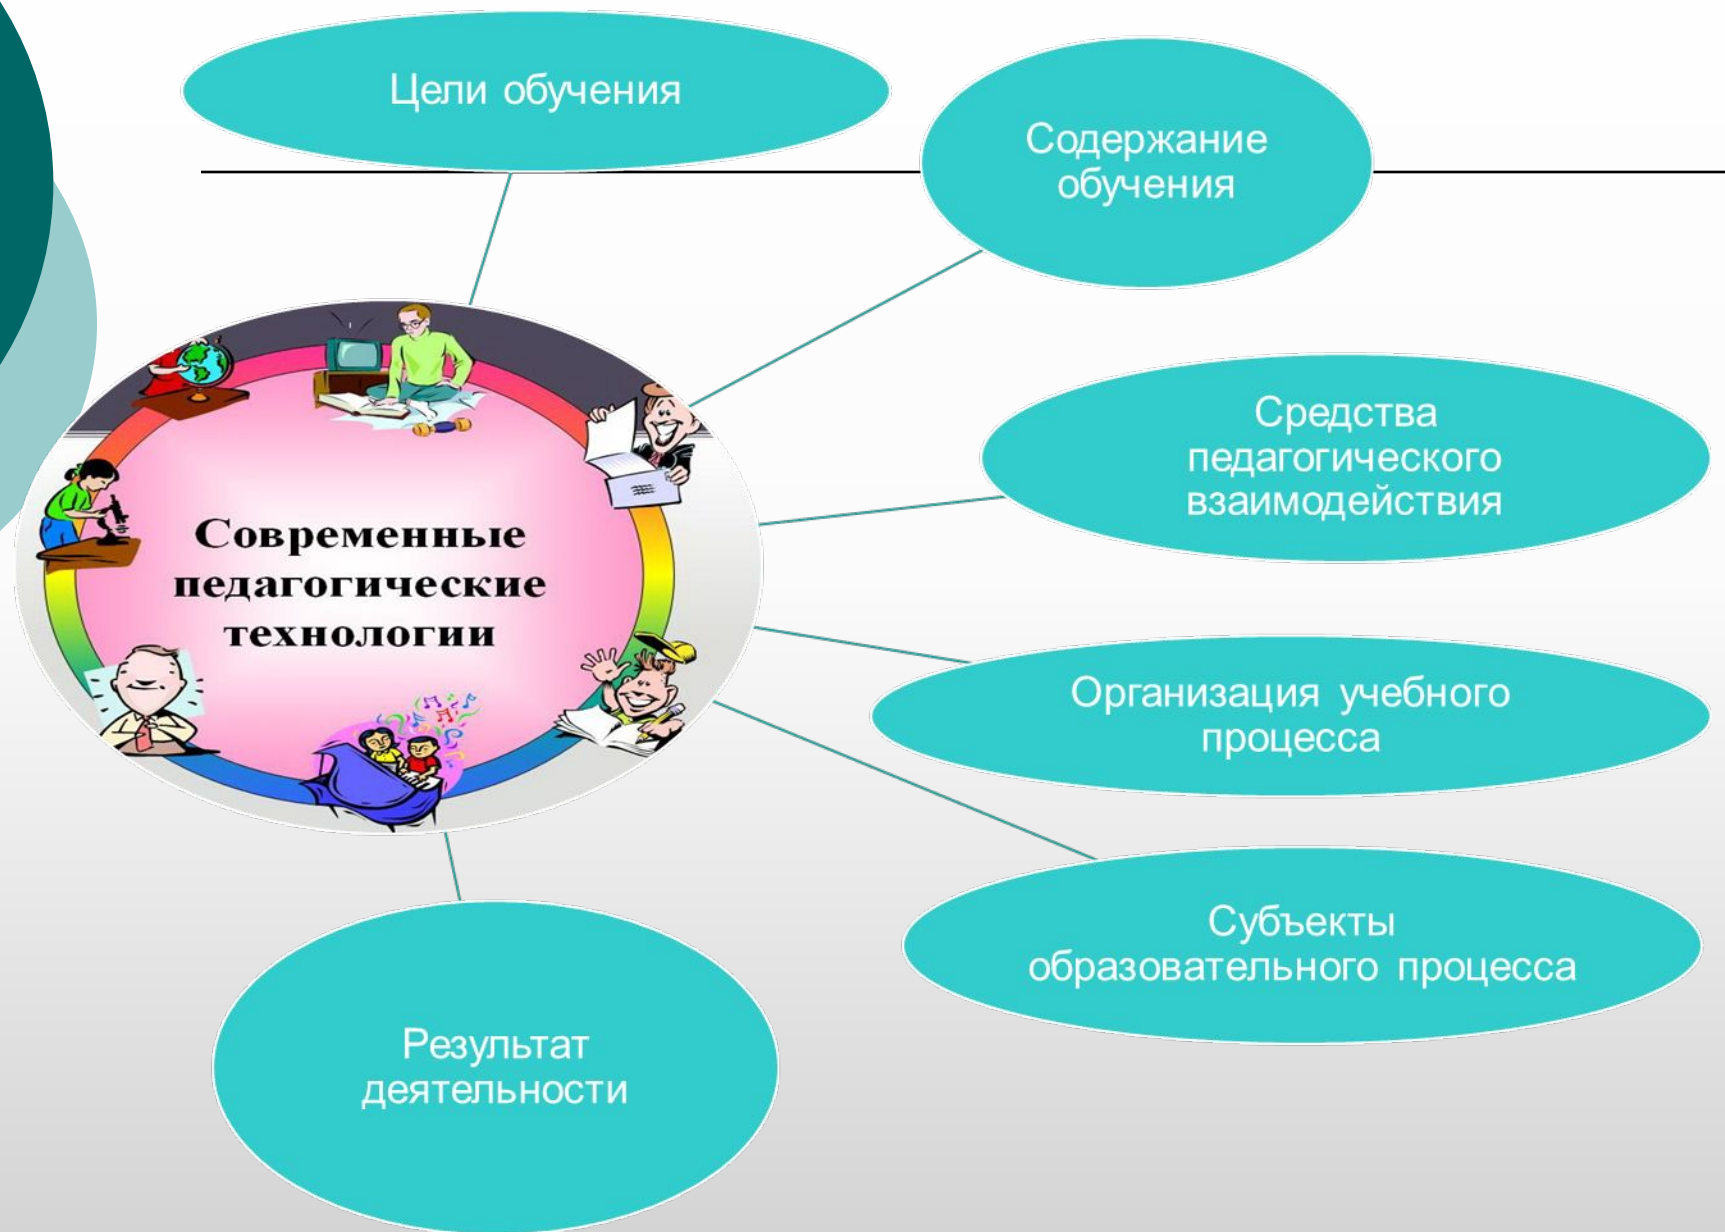 Цели обучения
Содержание
обучения
Средства
педагогического
взаимодействия
Современные
педагогические
технологии
Организация учебного
процесса
Субъекты
образовательного процесса
Результат
деятельности